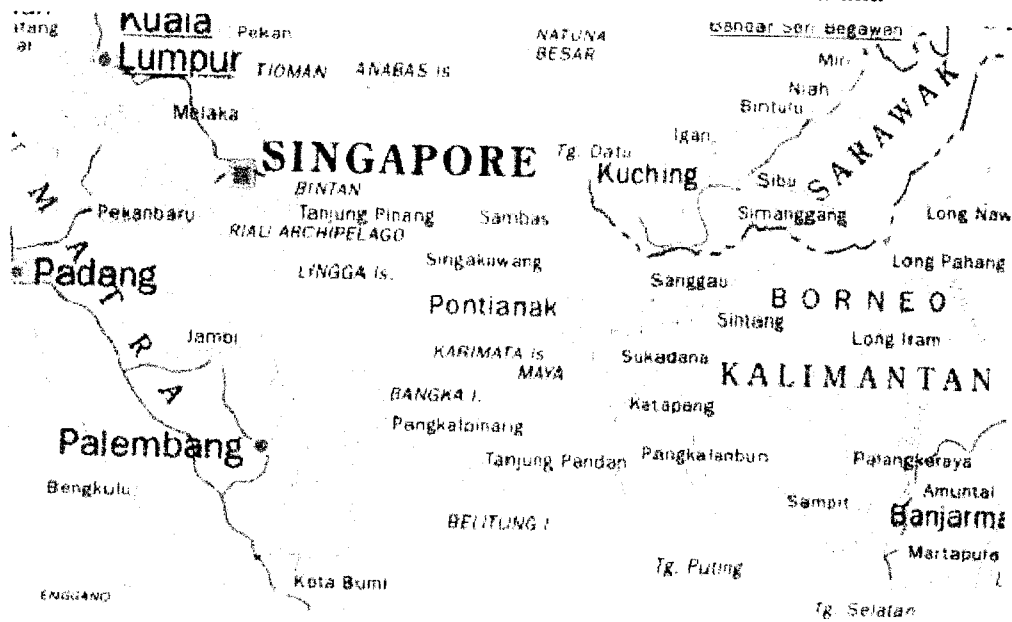 Kuala
Lumpur
Pekan
TIOMAN
ANABAS is
NATUNA
BESAR
Bandar Seri Begawan
Miri
Niah
Bintulu
Igan
SARAWAK
Melaka
SINGAPORE
Tg. Datu
Kuching
Sibu
BINTAN
Tanjung Pinang
Sambas
Simanggang
Long Naw
Pekanbaru
RIAU ARCHIPELAGO
Padang
LINGGA is.
Singakawang
Sanggau
Long Pahang
MATRA
Pontianak
BORNEO
Sintang
Long Iram
Jambi
KARIMATA is
MAYA
Sukadana
KALIMANTAN
BANGKA I.
Katapang
Pangkalpinang
Palembang
Tanjung Pandan
Pangkalanbun
Palangkaraya
Bengkulu
Sampit
Amuntai
Banjarma
BELITUNG I
Martapura
Tg. Puting
Kota Bumi
ENGGANO
Tg. Selatan